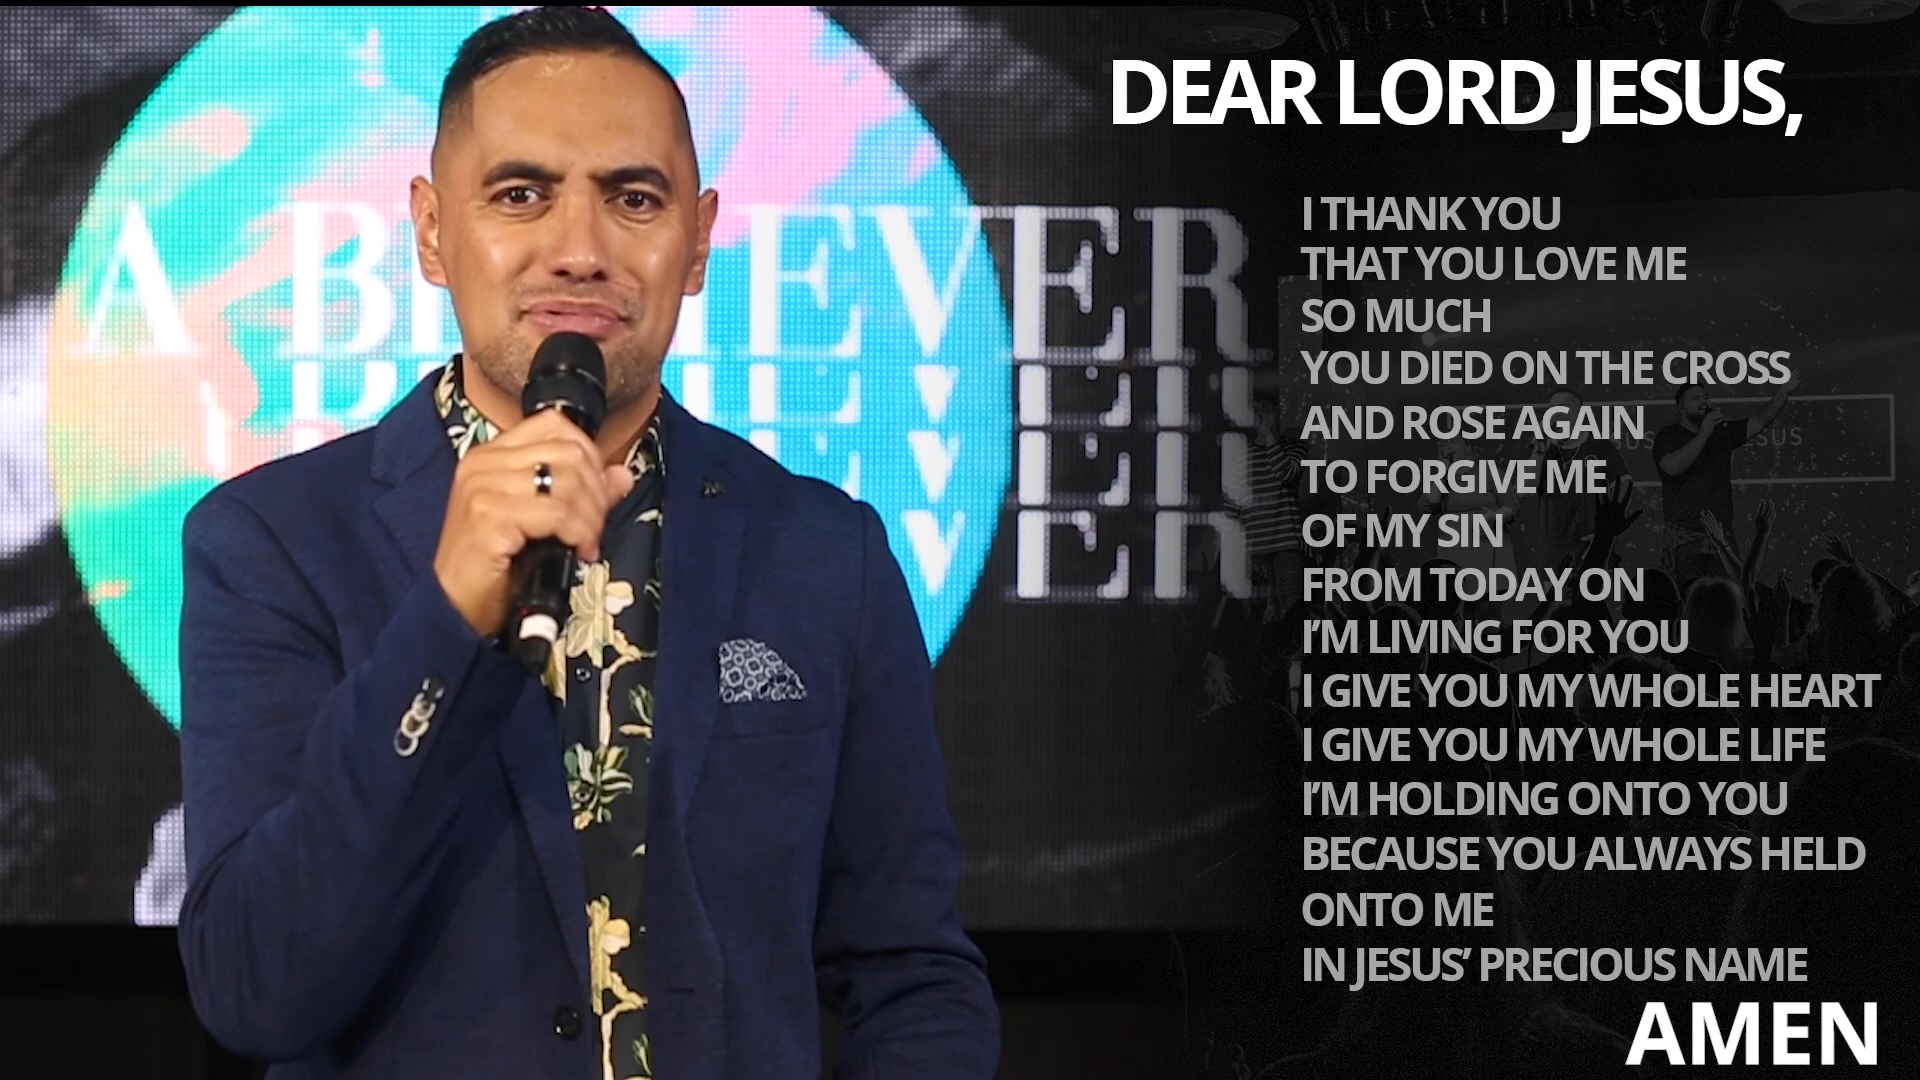 DEAR LORD JESUS,
A BELIEVER
I THANK YOU
THAT YOU LOVE ME
SO MUCH
YOU DIED ON THE CROSS
AND ROSE AGAIN
TO FORGIVE ME
OF MY SIN
FROM TODAY ON
I'M LIVING FOR YOU
I GIVE YOU MY WHOLE HEART
I GIVE YOU MY WHOLE LIFE
I'M HOLDING ONTO YOU
BECAUSE YOU ALWAYS HELD
ONTO ME
IN JESUS' PRECIOUS NAME
AMEN